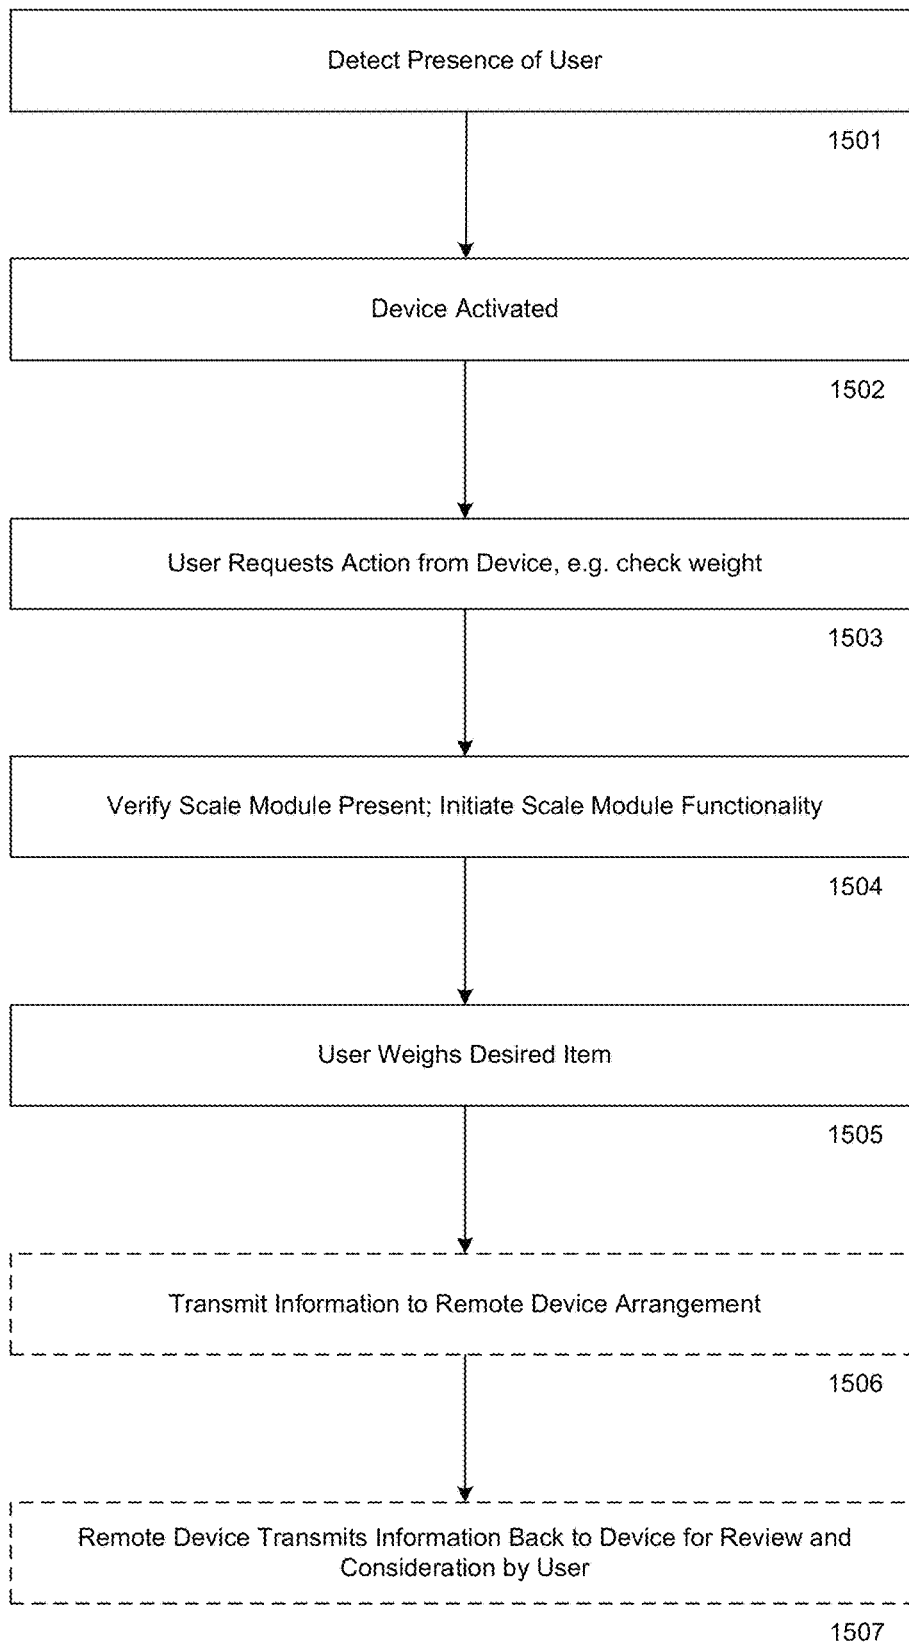 Detect Presence of User
1501
Device Activated
1502
User Requests Action from Device, e.g. check weight
1503
Verify Scale Module Present; Initiate Scale Module Functionality
1504
User Weighs Desired Item
1505
Transmit Information to Remote Device Arrangement
1506
Remote Device Transmits Information Back to Device for Review and
Consideration by User
1507